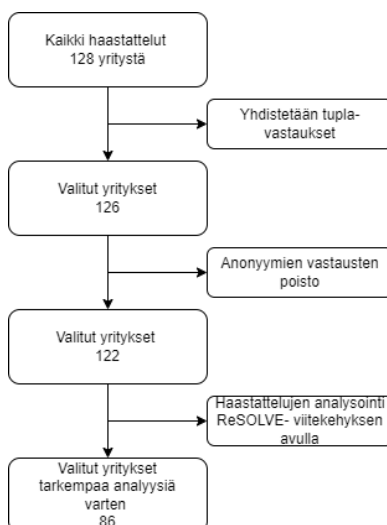 Kaikki haastattelut
128 yritystä
Yhdistetään tupla-
vastaukset
Valitut yritykset
126
Anonyymien vastausten
poisto
Valitut yritykset
122
Haastattelujen analysointi
ReSOLVE- viitekehyksen
avulla
Valitut yritykset
tarkempaa analyysiä
varten
86